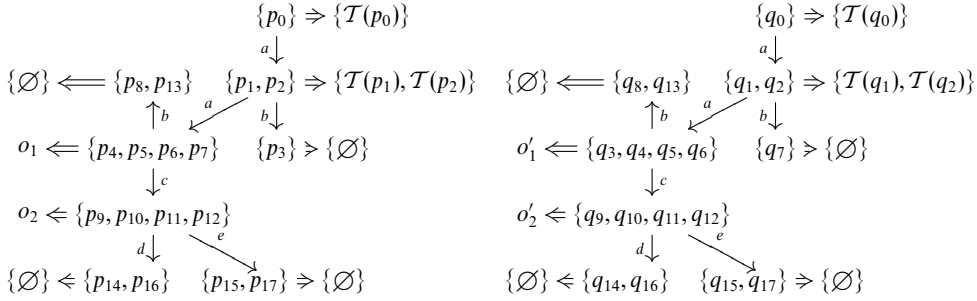 {p₀} ⇛ {𝒯(p₀)} {q₀} ⇛ {𝒯(q₀)}
a a
{∅} ⟸ {p₈, p₁₃} {p₁, p₂} ⇛ {𝒯(p₁), 𝒯(p₂)} {∅} ⟸ {q₈, q₁₃} {q₁, q₂} ⇛ {𝒯(q₁), 𝒯(q₂)}
b a b b a b
o₁ ⟸ {p₄, p₅, p₆, p₇} {p₃} ⇛ {∅} o′₁ ⟸ {q₃, q₄, q₅, q₆} {q₇} ⇛ {∅}
c c
o₂ ⇚ {p₉, p₁₀, p₁₁, p₁₂} o′₂ ⇚ {q₉, q₁₀, q₁₁, q₁₂}
d e d e
{∅} ⇚ {p₁₄, p₁₆} {p₁₅, p₁₇} ⇛ {∅} {∅} ⇚ {q₁₄, q₁₆} {q₁₅, q₁₇} ⇛ {∅}